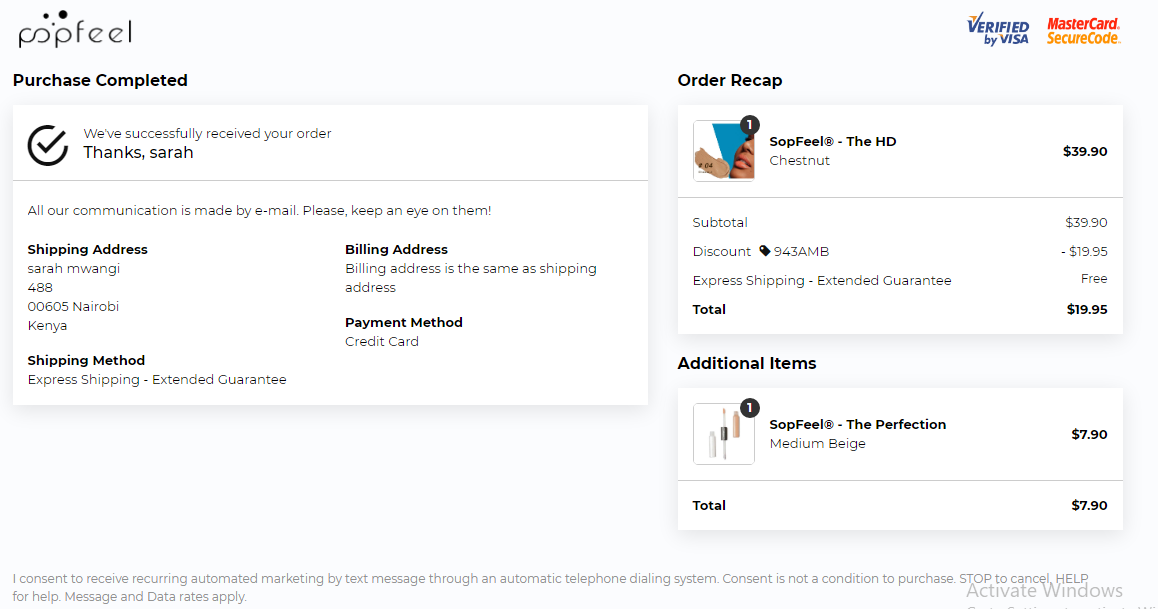 popfeel
VERIFIED
by VISA
MasterCard.
SecureCode.
Purchase Completed
We've successfully received your order
Thanks, sarah
All our communication is made by e-mail. Please, keep an eye on them!
Shipping Address
sarah mwangi
488
00605 Nairobi
Kenya
Shipping Method
Express Shipping - Extended Guarantee
Billing Address
Billing address is the same as shipping
address
Payment Method
Credit Card
Order Recap
1
# 04
SopFeel® - The HD
Chestnut
$39.90
Subtotal $39.90
Discount 943AMB - $19.95
Express Shipping - Extended Guarantee Free
Total $19.95
Additional Items
1
SopFeel® - The Perfection
Medium Beige
$7.90
Total $7.90
I consent to receive recurring automated marketing by text message through an automatic telephone dialing system. Consent is not a condition to purchase. STOP to cancel, HELP
for help. Message and Data rates apply.
Activate Windows